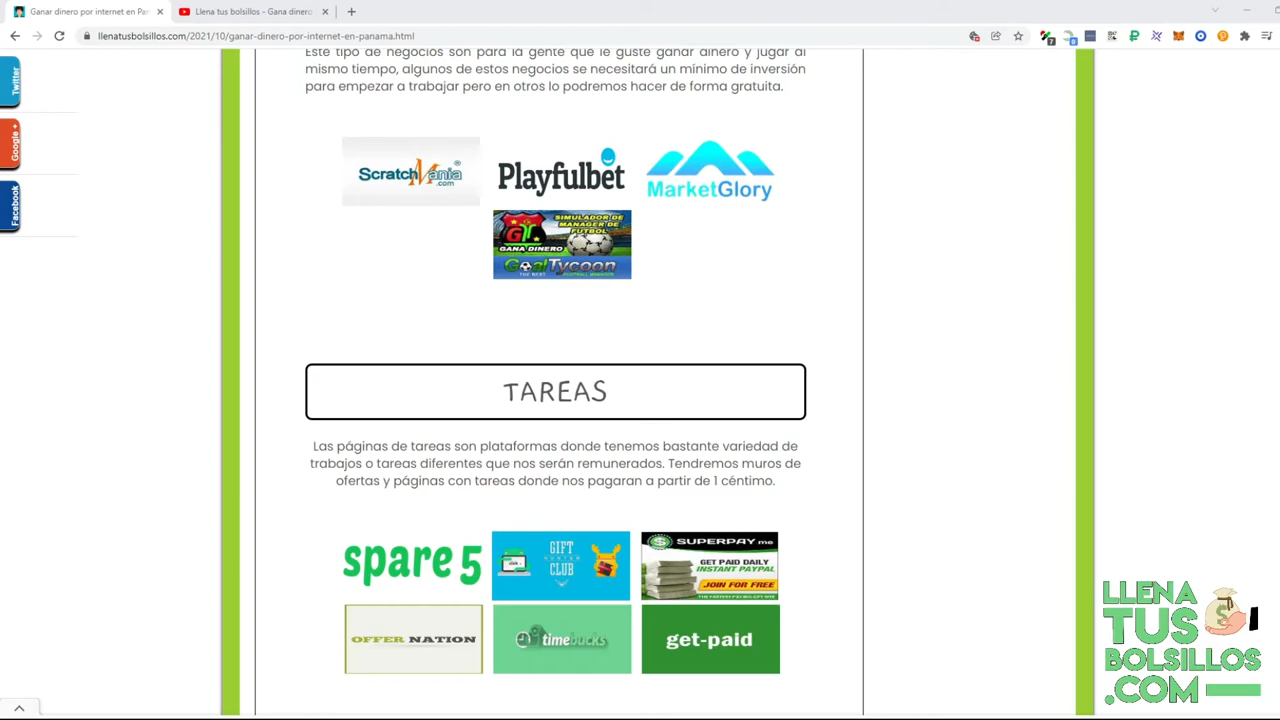 Ganar dinero por internet en Par
Llena tus bolsillos - Gana dinero
llenatusbolsillos.com/2021/10/ganar-dinero-por-internet-en-panama.html
Twitter
Google +
Facebook
Este tipo de negocios son para la gente que le guste ganar dinero y jugar al
mismo tiempo, algunos de estos negocios se necesitará un mínimo de inversión
para empezar a trabajar pero en otros lo podremos hacer de forma gratuita.
ScratchMania.com
Playfulbet
MarketGlory
SIMULADOR DE
MANAGER DE
FUTBOL
GT
GANA DINERO
GoalTycoon
TAREAS
Las páginas de tareas son plataformas donde tenemos bastante variedad de
trabajos o tareas diferentes que nos serán remunerados. Tendremos muros de
ofertas y páginas con tareas donde nos pagaran a partir de 1 céntimo.
spare5
GIFT
HUNTER
CLUB
SUPERPAY.me
GET PAID DAILY
INSTANT PAYPAL
JOIN FOR FREE
OFFER NATION
timebucks
get-paid
LLENA
TUS
BOLSILLOS
.COM